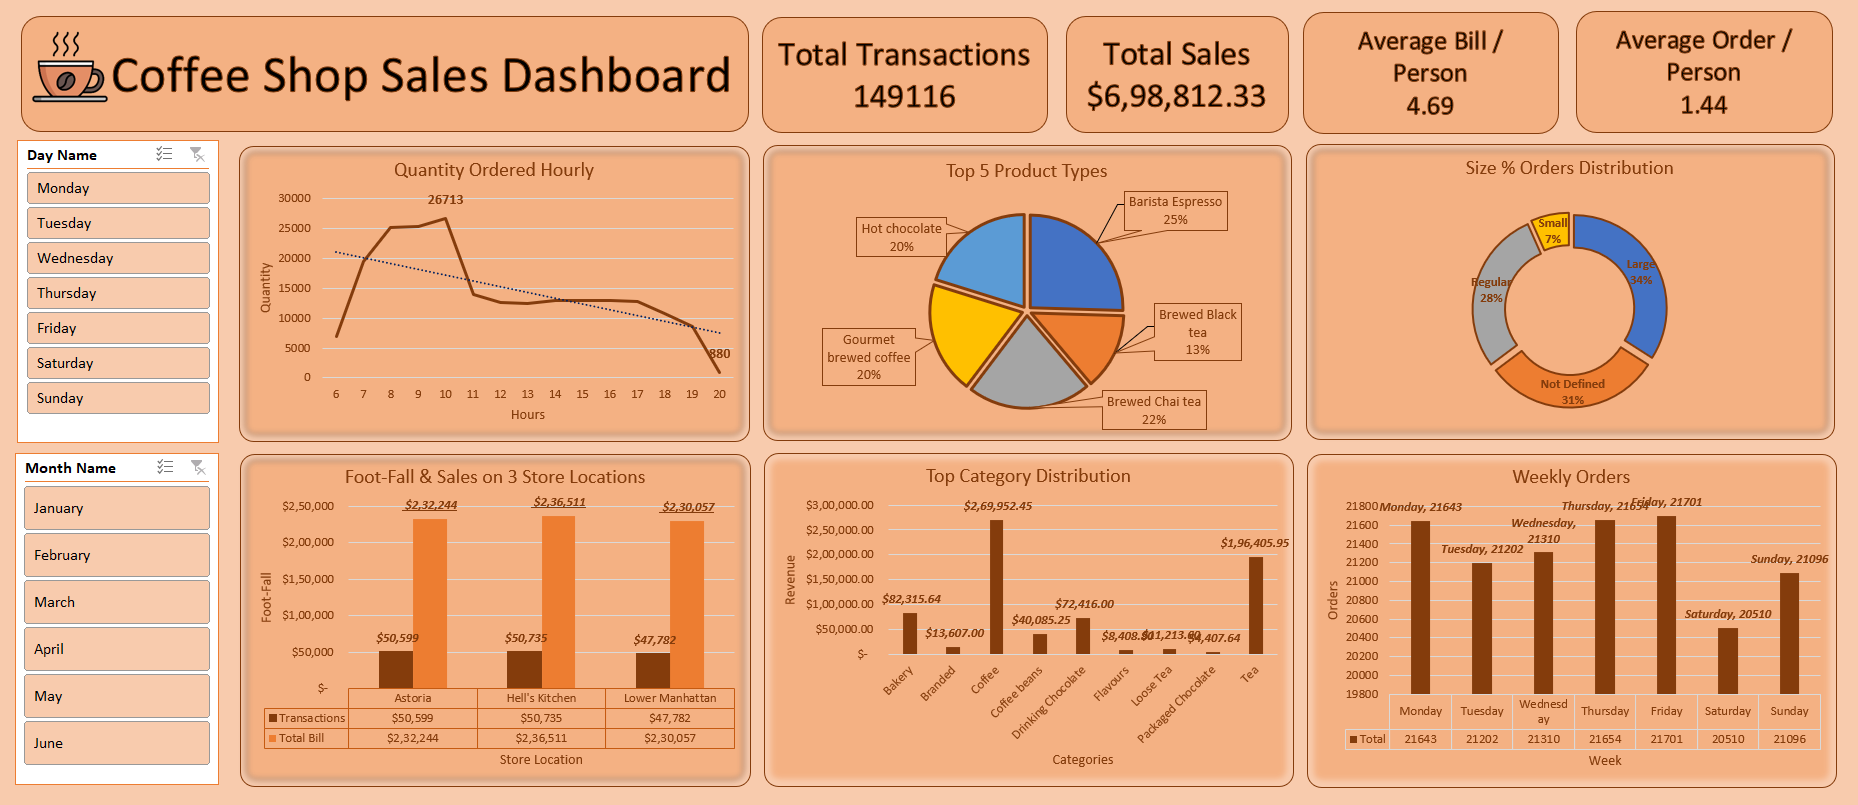 Coffee Shop Sales Dashboard
Total Transactions
149116
Total Sales
$6,98,812.33
Average Bill /
Person
4.69
Average Order /
Person
1.44
Day Name
Monday
Tuesday
Wednesday
Thursday
Friday
Saturday
Sunday
Month Name
January
February
March
April
May
June
Quantity Ordered Hourly
Quantity
30000
25000
20000
15000
10000
5000
0
26713
880
6 7 8 9 10 11 12 13 14 15 16 17 18 19 20
Hours
Top 5 Product Types
Barista Espresso
25%
Brewed Black
tea
13%
Brewed Chai tea
22%
Gourmet
brewed coffee
20%
Hot chocolate
20%
Size % Orders Distribution
Small
7%
Large
34%
Regular
28%
Not Defined
31%
Foot-Fall & Sales on 3 Store Locations
Foot-Fall
$2,50,000
$2,00,000
$1,50,000
$1,00,000
$50,000
$-
$2,32,244
$2,36,511
$2,30,057
$50,599
$50,735
$47,782
Astoria Hell's Kitchen Lower Manhattan
Transactions $50,599 $50,735 $47,782
Total Bill $2,32,244 $2,36,511 $2,30,057
Store Location
Top Category Distribution
Revenue
$3,00,000.00
$2,50,000.00
$2,00,000.00
$1,50,000.00
$1,00,000.00
$50,000.00
$-
$82,315.64
$13,607.00
$2,69,952.45
$40,085.25
$72,416.00
$11,213.60
$4,407.64
$1,96,405.95
Bakery
Branded
Coffee
Coffee beans
Drinking Chocolate
Flavours
Loose Tea
Packaged Chocolate
Tea
Categories
Weekly Orders
Orders
21800
21600
21400
21200
21000
20800
20600
20400
20200
20000
19800
Monday, 21643
Tuesday, 21202
Wednesday,
21310
Thursday, 21654
Friday, 21701
Saturday, 20510
Sunday, 21096
Monday Tuesday Wednesd
ay Thursday Friday Saturday Sunday
Total 21643 21202 21310 21654 21701 20510 21096
Week